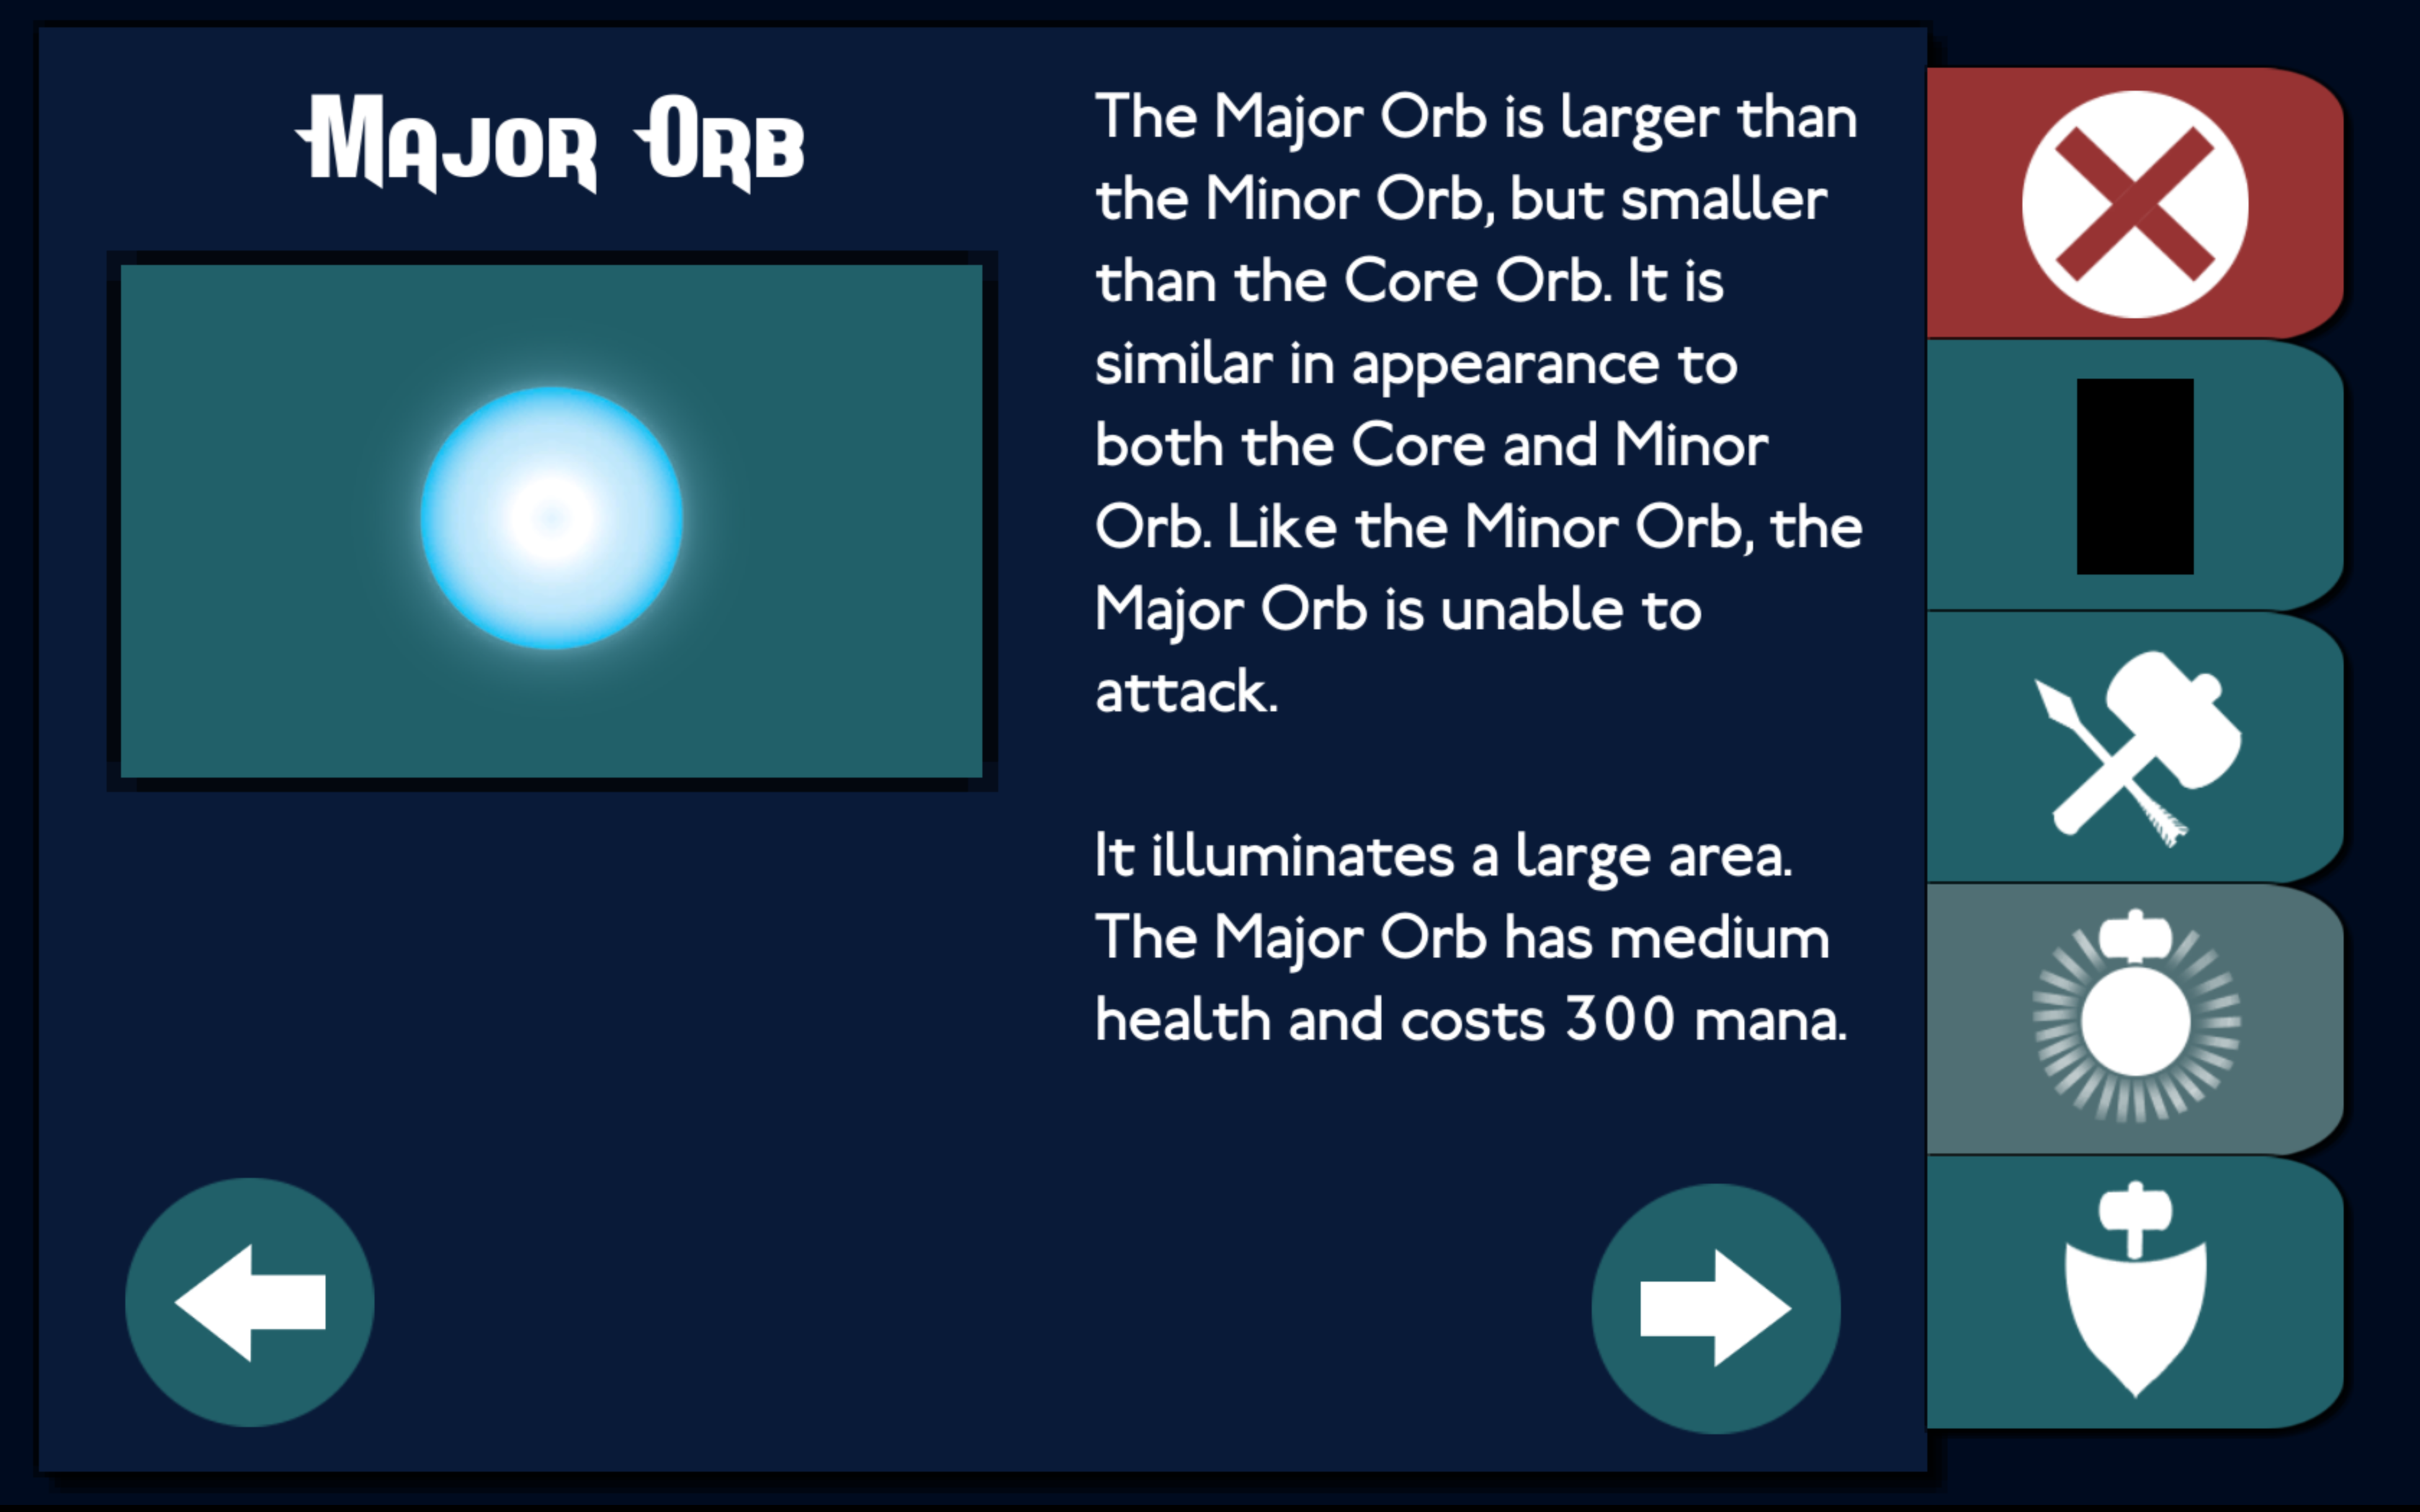 Major Orb
The Major Orb is larger than
the Minor Orb, but smaller
than the Core Orb. It is
similar in appearance to
both the Core and Minor
Orb. Like the Minor Orb, the
Major Orb is unable to
attack.
It illuminates a large area.
The Major Orb has medium
health and costs 300 mana.